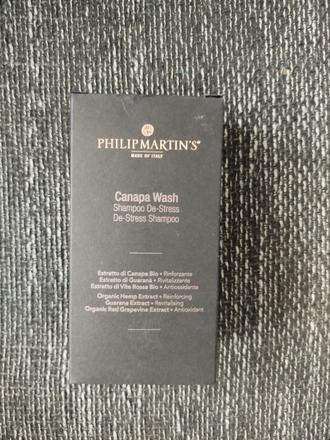 PHILIP MARTIN'S®
MADE OF ITALY
Canapa Wash
Shampoo De-Stress
De-Stress Shampoo
Estratto di Canapa Bio • Rinforzante
Estratto di Guaranà • Rivitalizzante
Estratto di Vite Rossa Bio • Antiossidante
Organic Hemp Extract • Reinforcing
Guarana Extract • Revitalising
Organic Red Grapevine Extract • Antioxidant